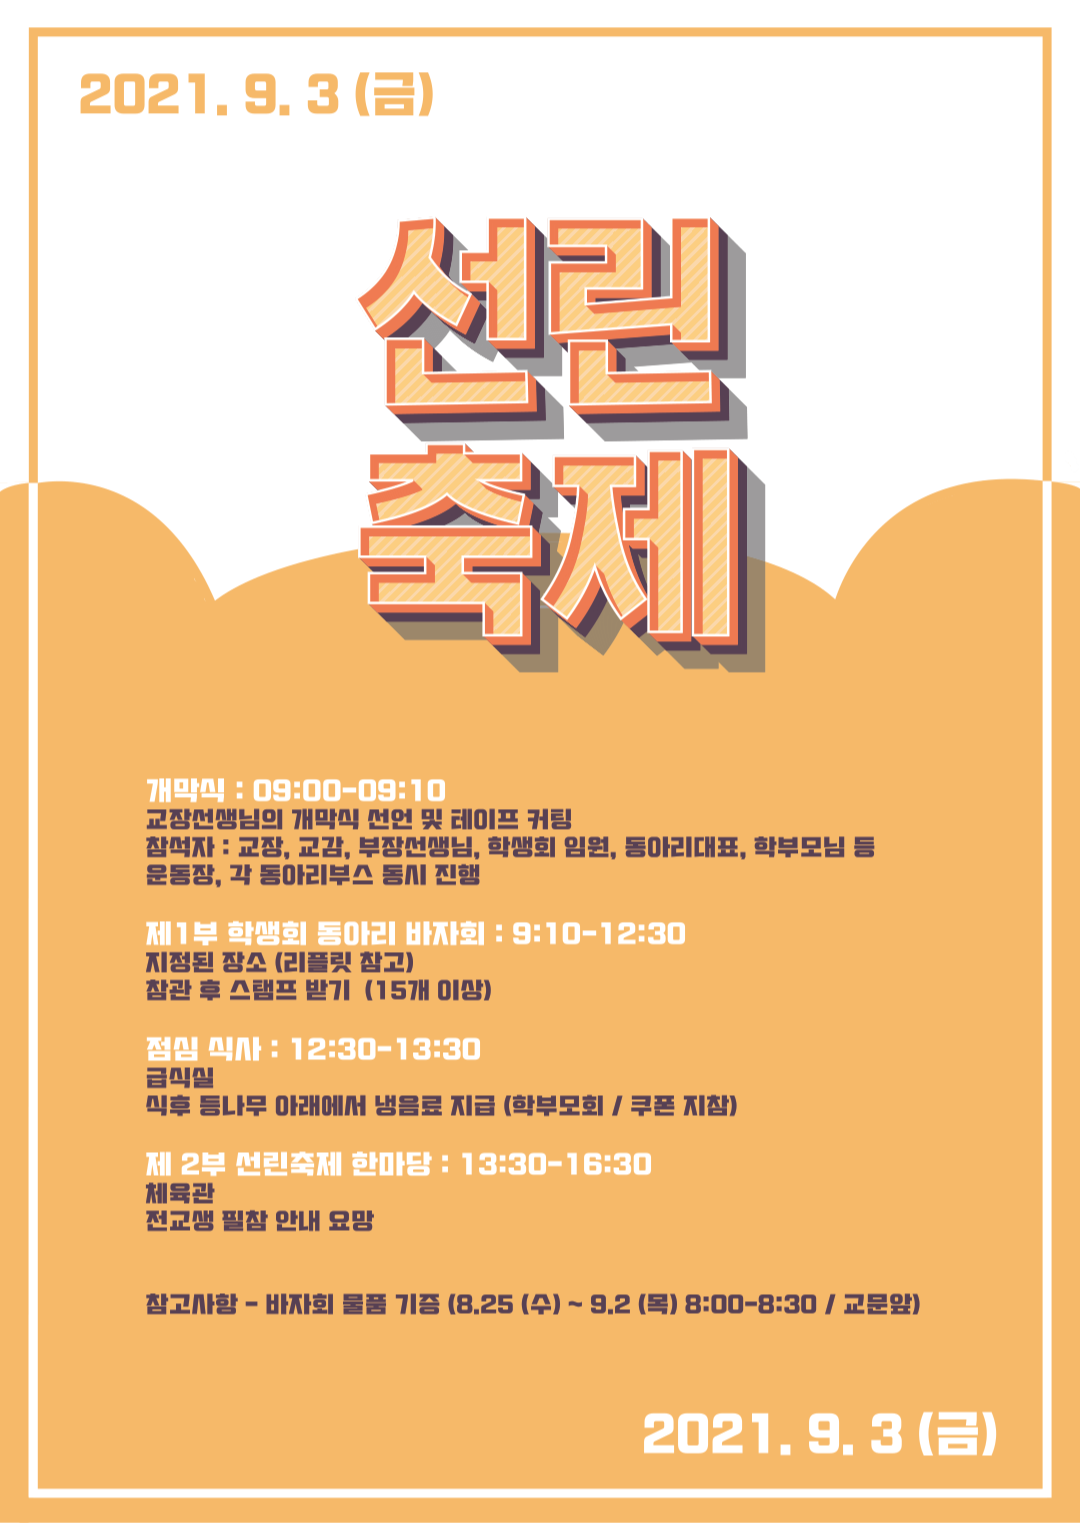 2021. 9. 3 (금)
선린
축제
개막식 : 09:00-09:10
교장선생님의 개막식 선언 및 테이프 커팅
참석자 : 교장, 교감, 부장선생님, 학생회 임원, 동아리대표, 학부모님 등
운동장, 각 동아리부스 동시 진행
제1부 학생회 동아리 바자회 : 9:10-12:30
지정된 장소 (리플릿 참고)
참관 후 스탬프 받기 (15개 이상)
점심 식사 : 12:30-13:30
급식실
식후 등나무 아래에서 냉음료 지급 (학부모회 / 쿠폰 지참)
제 2부 선린축제 한마당 : 13:30-16:30
체육관
전교생 필참 안내 요망
참고사항 - 바자회 물품 기증 (8.25 (수) ~ 9.2 (목) 8:00-8:30 / 교문앞)
2021. 9. 3 (금)